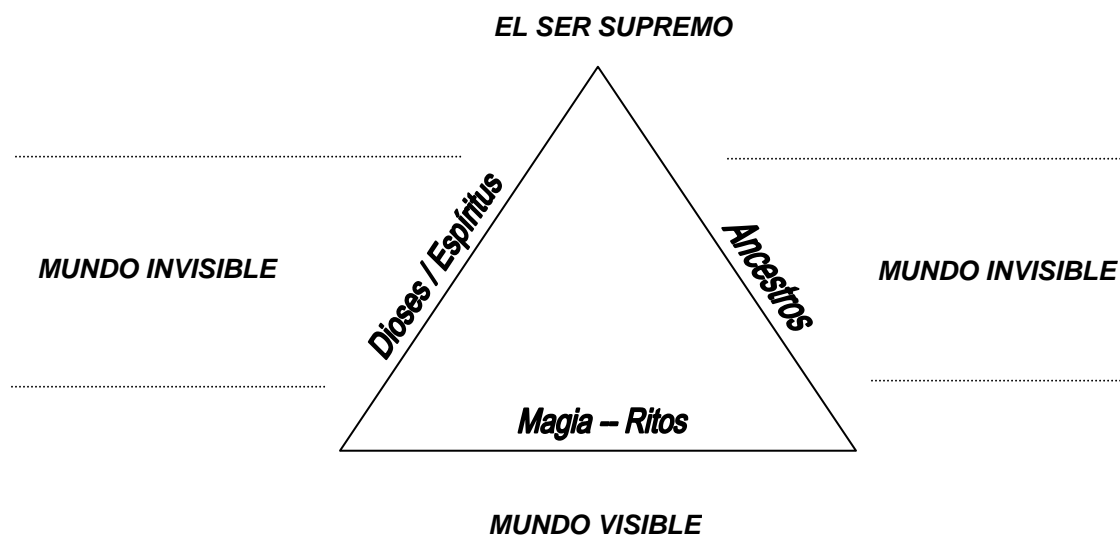 EL SER SUPREMO
Dioses / Espíritus
Ancestros
MUNDO INVISIBLE
MUNDO INVISIBLE
Magia – Ritos
MUNDO VISIBLE